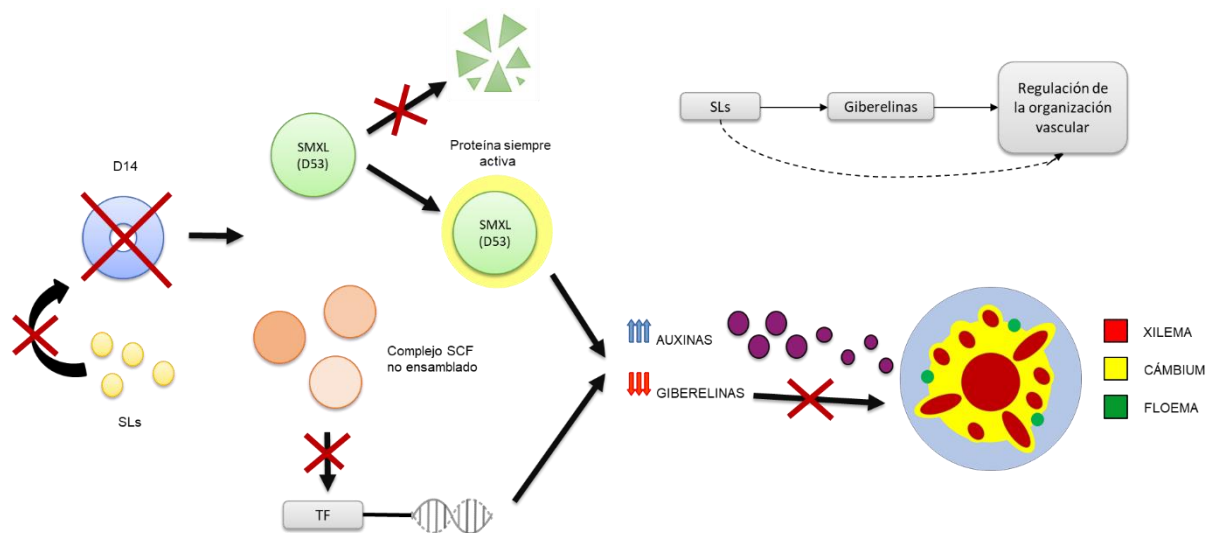 D14
SLs
SMXL
(D53)
Proteína siempre
activa
SMXL
(D53)
Complejo SCF
no ensamblado
TF
SLs
Giberelinas
Regulación de
la organización
vascular
AUXINAS
GIBERELINAS
XILEMA
CÁMBIUM
FLOEMA